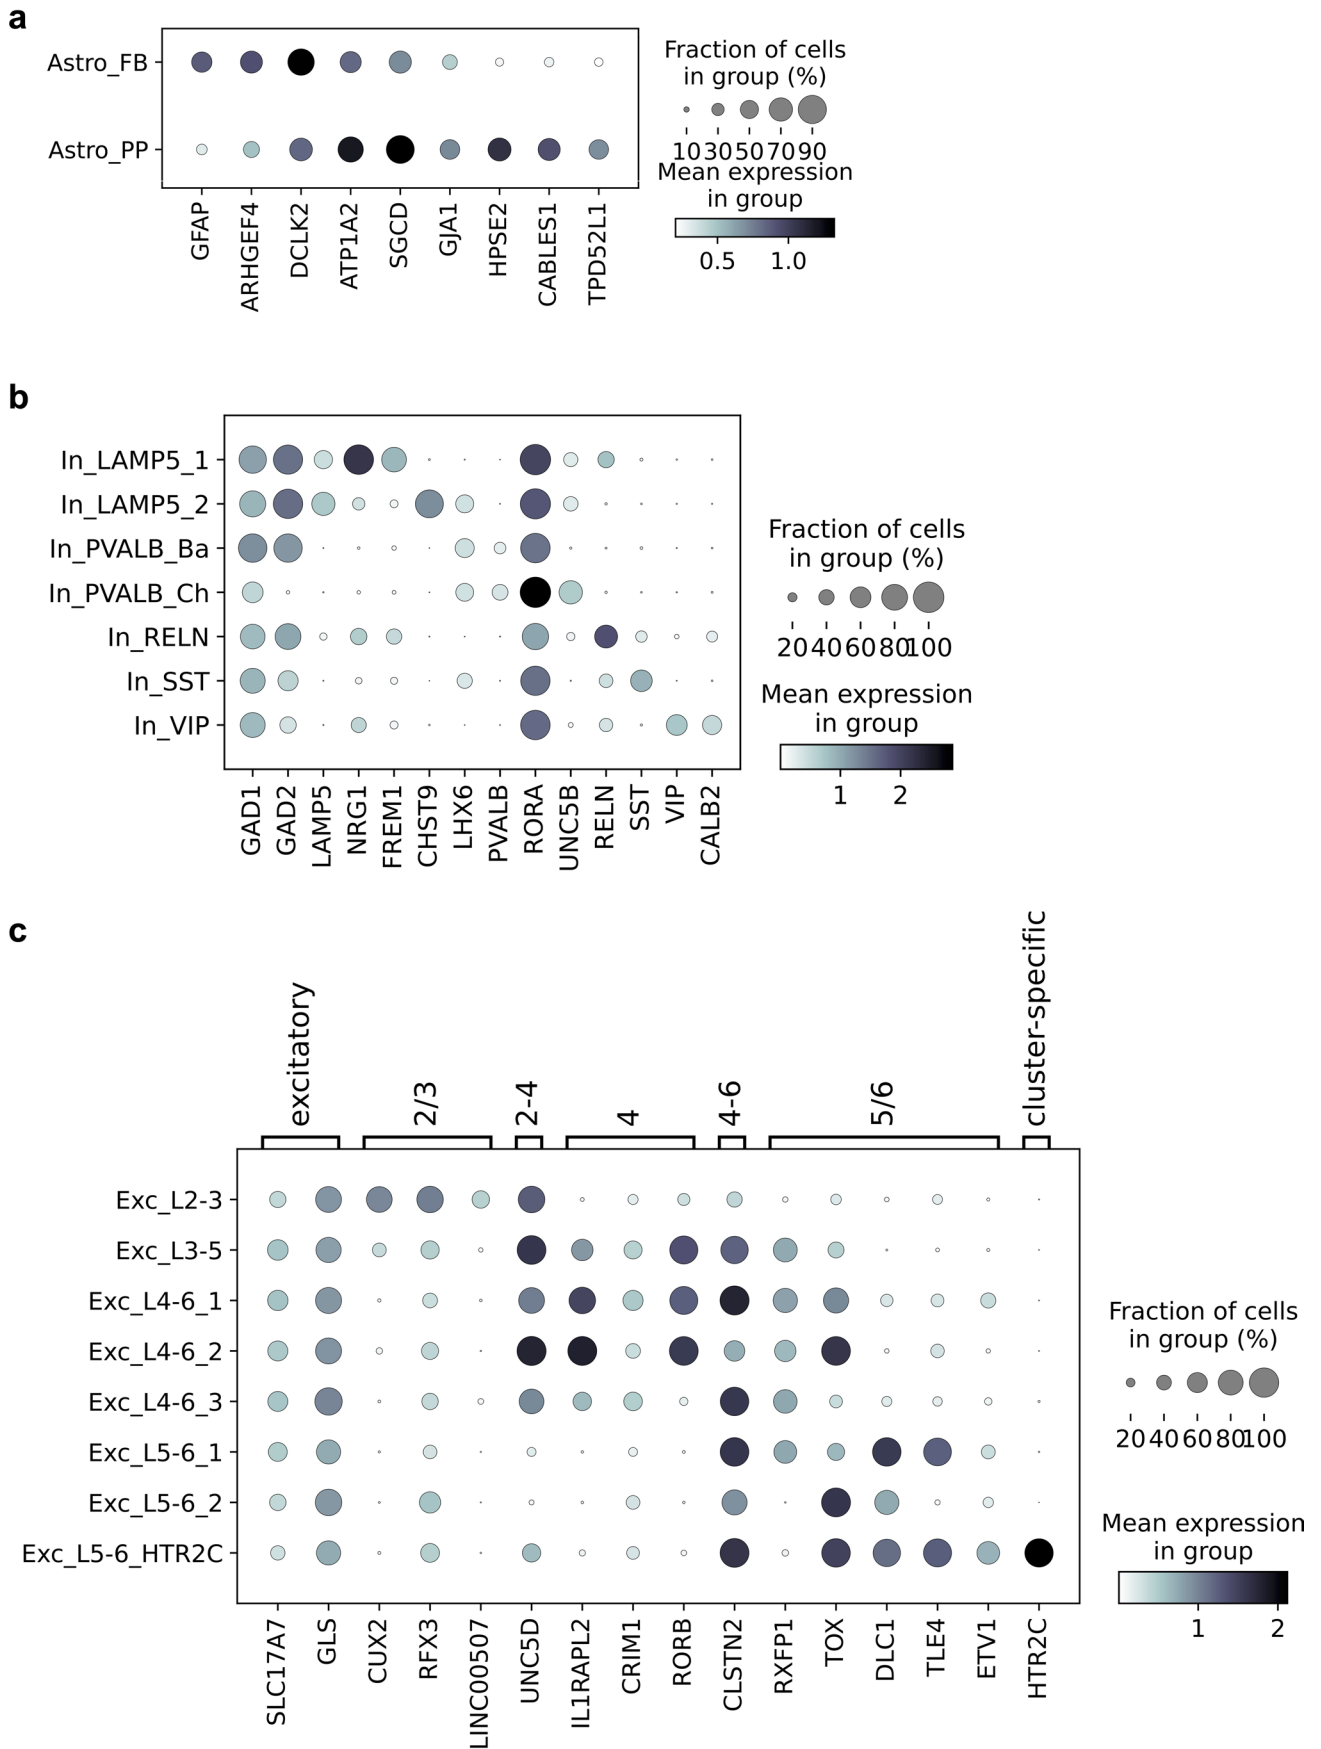 a
Astro_FB
Astro_PP
GFAP
ARHGEF4
DCLK2
ATP1A2
SGCD
GJA1
HPSE2
CABLES1
TPD52L1
Fraction of cells
in group (%)
10 30 50 70 90
Mean expression
in group
0.5 1.0
b
In_LAMP5_1
In_LAMP5_2
In_PVALB_Ba
In_PVALB_Ch
In_RELN
In_SST
In_VIP
GAD1
GAD2
LAMP5
NRG1
FREM1
CHST9
LHX6
PVALB
RORA
UNC5B
RELN
SST
VIP
CALB2
Fraction of cells
in group (%)
20 40 60 80 100
Mean expression
in group
1 2
c
excitatory
2/3
2-4
4
4-6
5/6
cluster-specific
Exc_L2-3
Exc_L3-5
Exc_L4-6_1
Exc_L4-6_2
Exc_L4-6_3
Exc_L5-6_1
Exc_L5-6_2
Exc_L5-6_HTR2C
SLC17A7
GLS
CUX2
RFX3
LINC00507
UNC5D
IL1RAPL2
CRIM1
RORB
CLSTN2
RXFP1
TOX
DLC1
TLE4
ETV1
HTR2C
Fraction of cells
in group (%)
20 40 60 80 100
Mean expression
in group
1 2